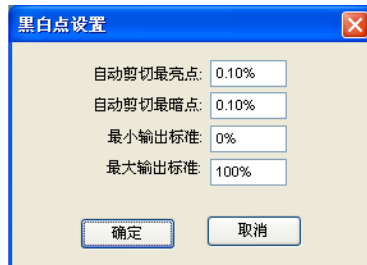 黑白点设置
自动剪切最亮点: 0.10%
自动剪切最暗点: 0.10%
最小输出标准: 0%
最大输出标准: 100%
确定 取消